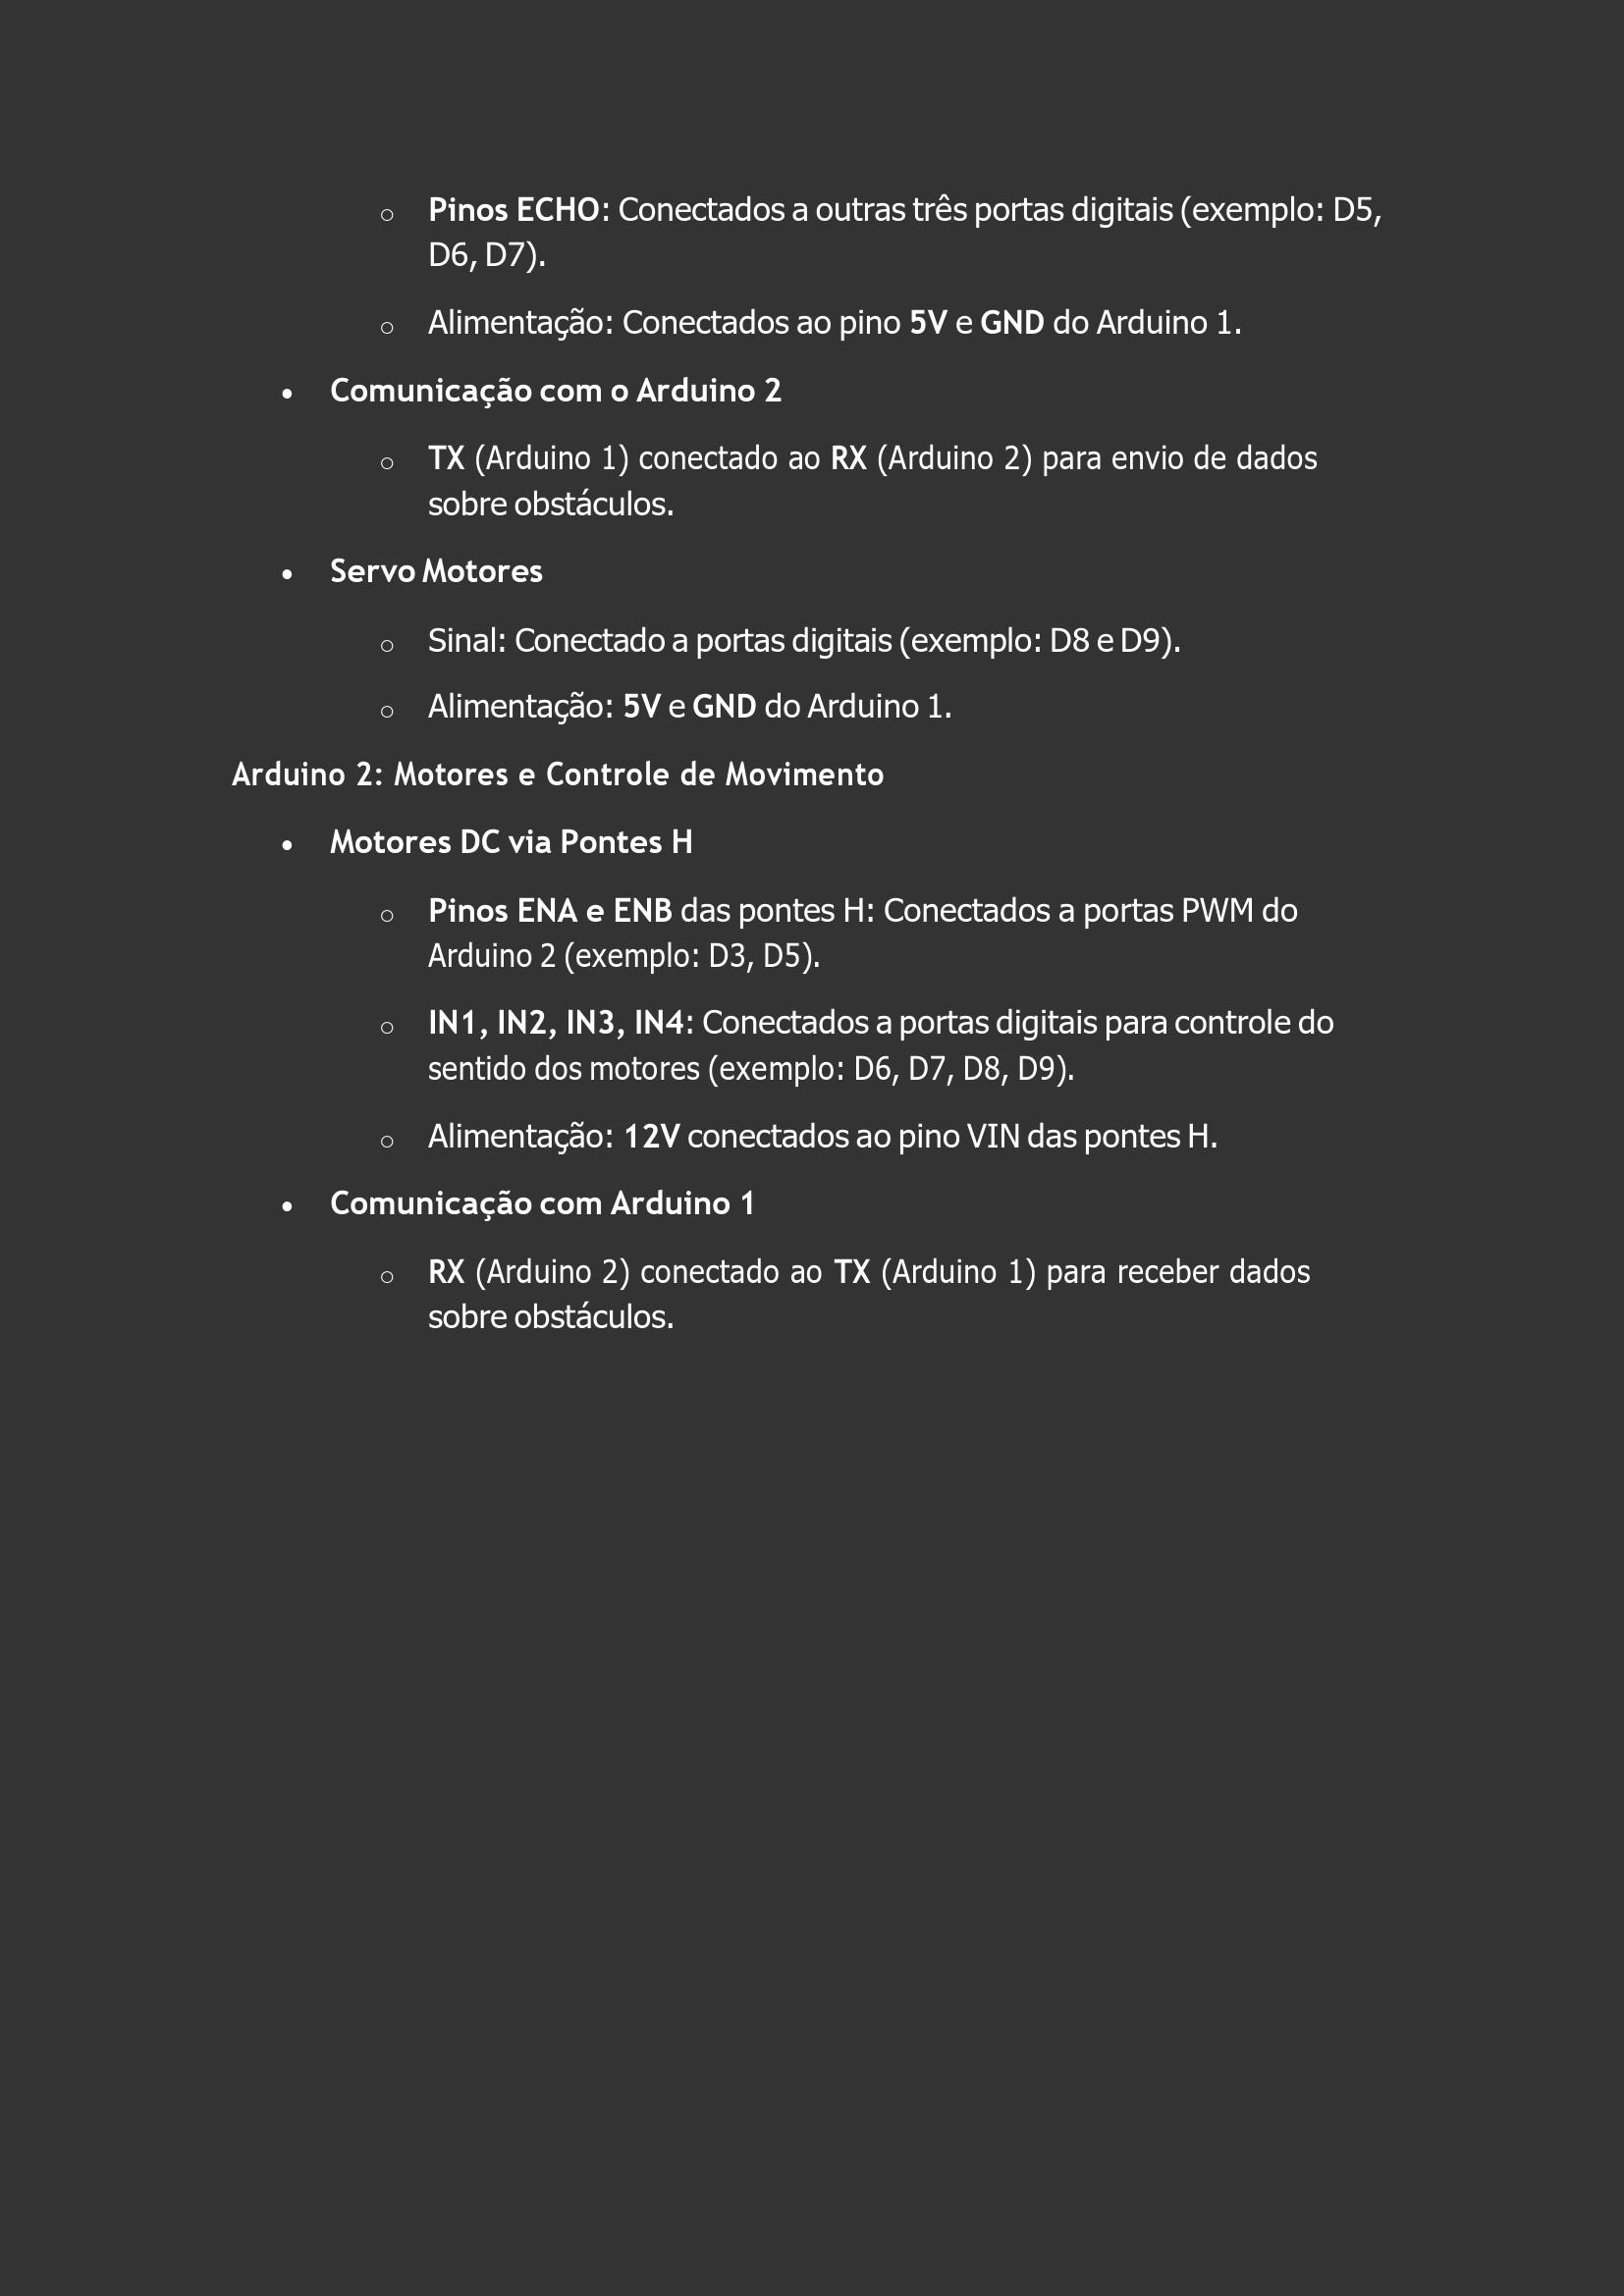 o Pinos ECHO: Conectados a outras três portas digitais (exemplo: D5,
D6, D7).
o Alimentação: Conectados ao pino 5V e GND do Arduino 1.
• Comunicação com o Arduino 2
o TX (Arduino 1) conectado ao RX (Arduino 2) para envio de dados
sobre obstáculos.
• Servo Motores
o Sinal: Conectado a portas digitais (exemplo: D8 e D9).
o Alimentação: 5V e GND do Arduino 1.
Arduino 2: Motores e Controle de Movimento
• Motores DC via Pontes H
o Pinos ENA e ENB das pontes H: Conectados a portas PWM do
Arduino 2 (exemplo: D3, D5).
o IN1, IN2, IN3, IN4: Conectados a portas digitais para controle do
sentido dos motores (exemplo: D6, D7, D8, D9).
o Alimentação: 12V conectados ao pino VIN das pontes H.
• Comunicação com Arduino 1
o RX (Arduino 2) conectado ao TX (Arduino 1) para receber dados
sobre obstáculos.